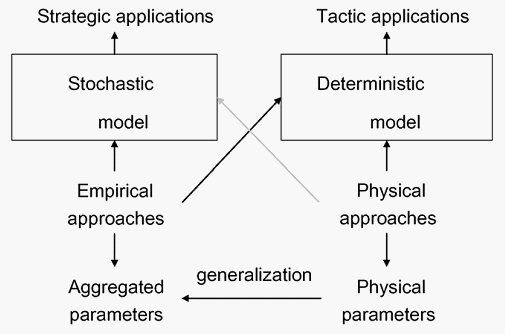 Strategic applications
Tactic applications
Stochastic
model
Deterministic
model
Empirical
approaches
Physical
approaches
generalization
Aggregated
parameters
Physical
parameters